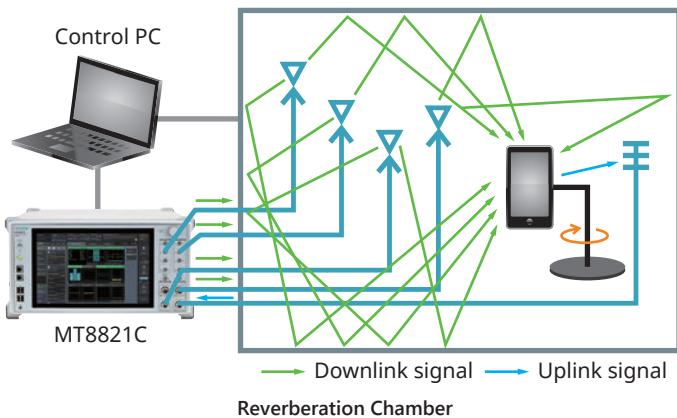 Control PC
MT8821C
Downlink signal
Uplink signal
Reverberation Chamber